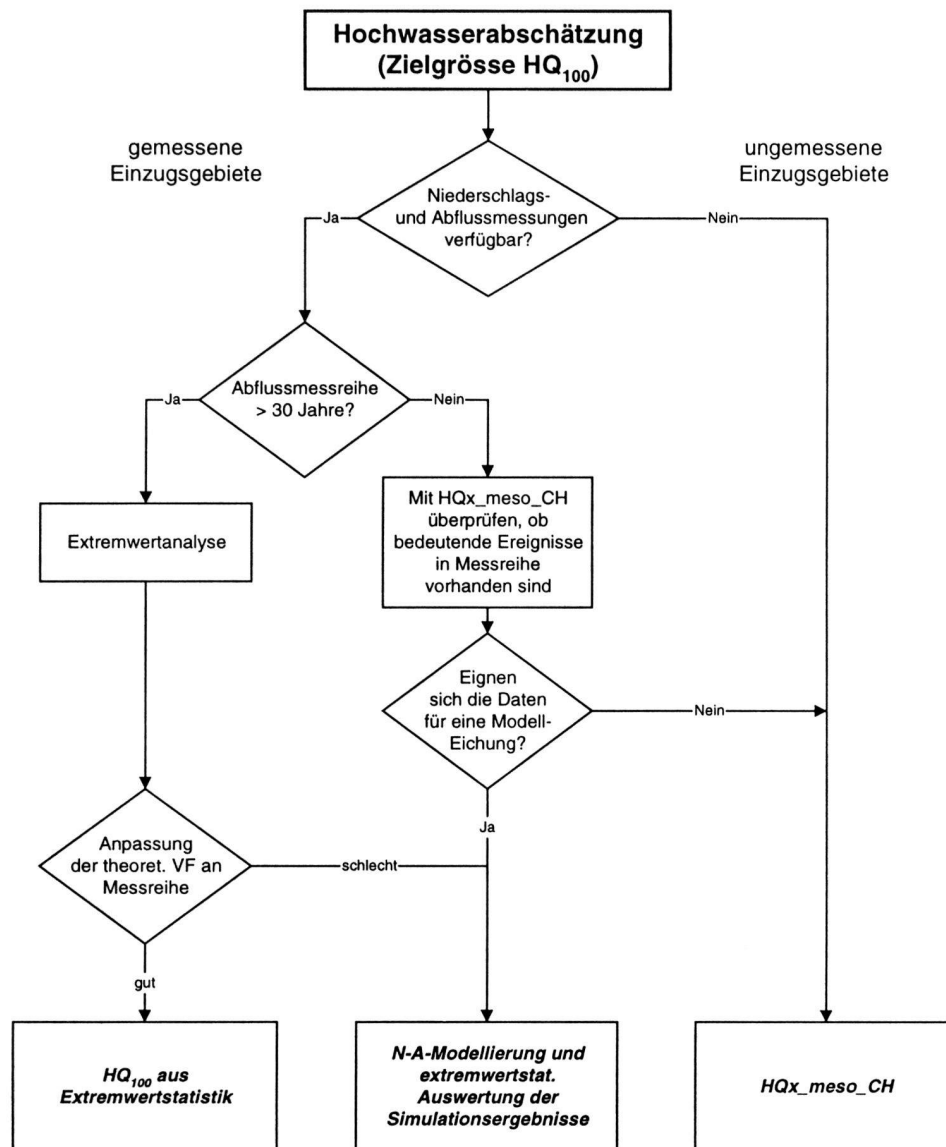 Hochwasserabschätzung
(Zielgrösse HQ100)
gemessene
Einzugsgebiete
ungemessene
Einzugsgebiete
Niederschlags-
und Abflussmessungen
verfügbar?
Ja
Nein
Abflussmessreihe
> 30 Jahre?
Ja
Nein
Extremwertanalyse
Mit HQx_meso_CH
überprüfen, ob
bedeutende Ereignisse
in Messreihe
vorhanden sind
Eignen
sich die Daten
für eine Modell-
Eichung?
Nein
Ja
Anpassung
der theoret. VF an
Messreihe
schlecht
gut
HQ100 aus
Extremwertstatistik
N-A-Modellierung und
extremwertstat.
Auswertung der
Simulationsergebnisse
HQx_meso_CH